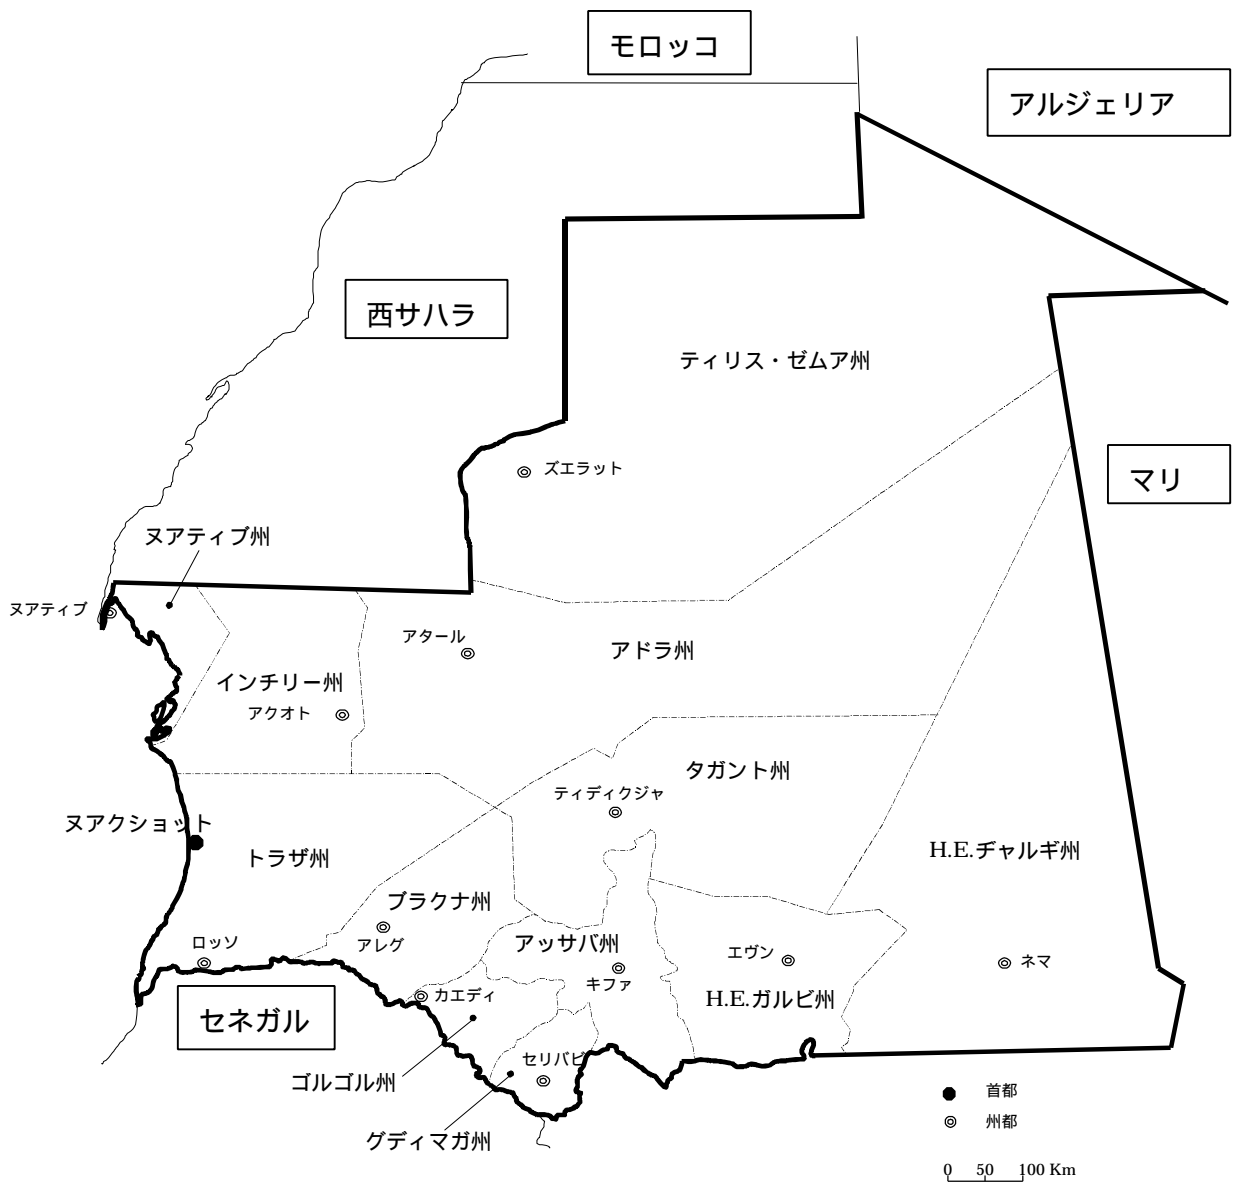 モロッコ
アルジェリア
西サハラ
ティリス・ゼムア州
ズエラット
マリ
ヌアティブ州
ヌアティブ
アタール
アドラ州
インチリー州
アクオト
タガント州
ティディクジャ
ヌアクショット
トラザ州
H.E.ヂャルギ州
ブラクナ州
アレグ
ロッソ
アッサバ州
キファ
エヴン
ネマ
H.E.ガルビ州
カエディ
セネガル
セリバビ
ゴルゴル州
グディマガ州
首都
州都
0 50 100 Km